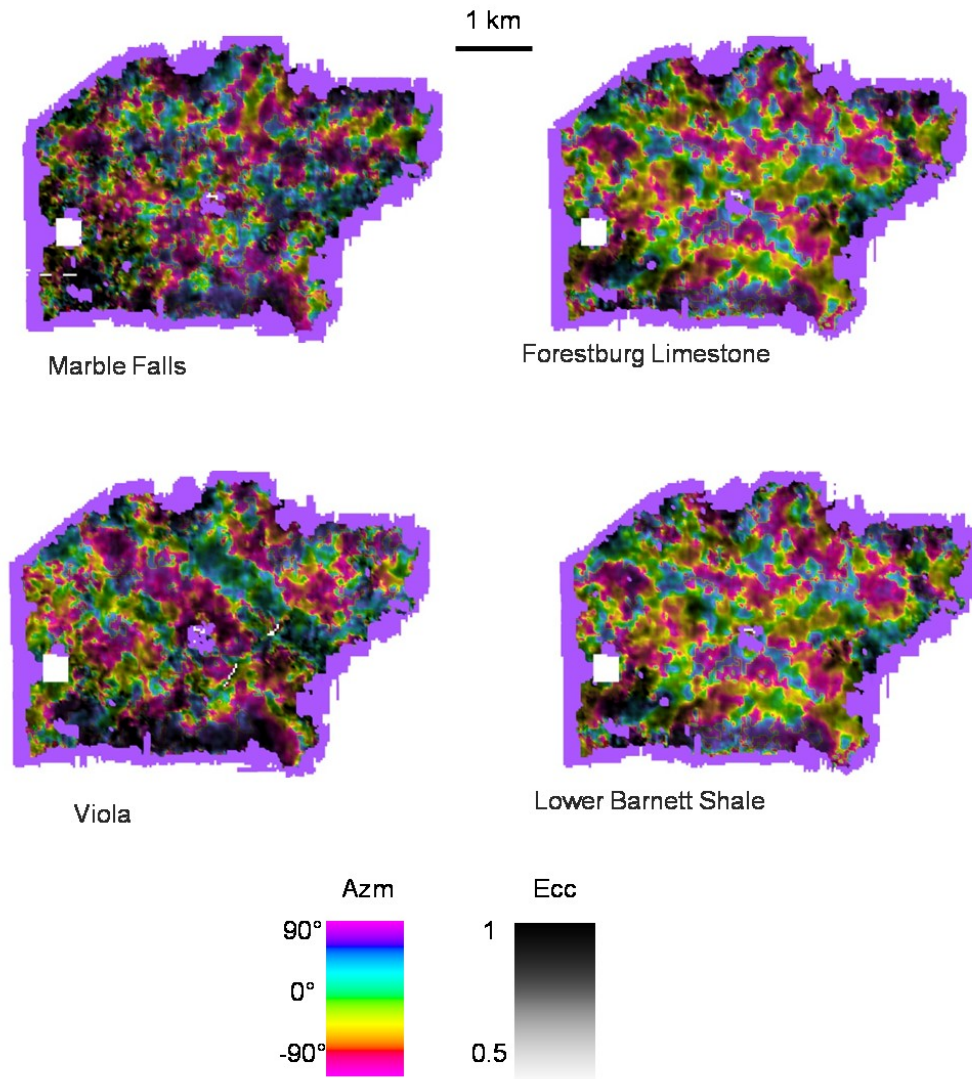 1 km
Marble Falls
Forestburg Limestone
Viola
Lower Barnett Shale
Azm
Ecc
90°
0°
-90°
1
0.5